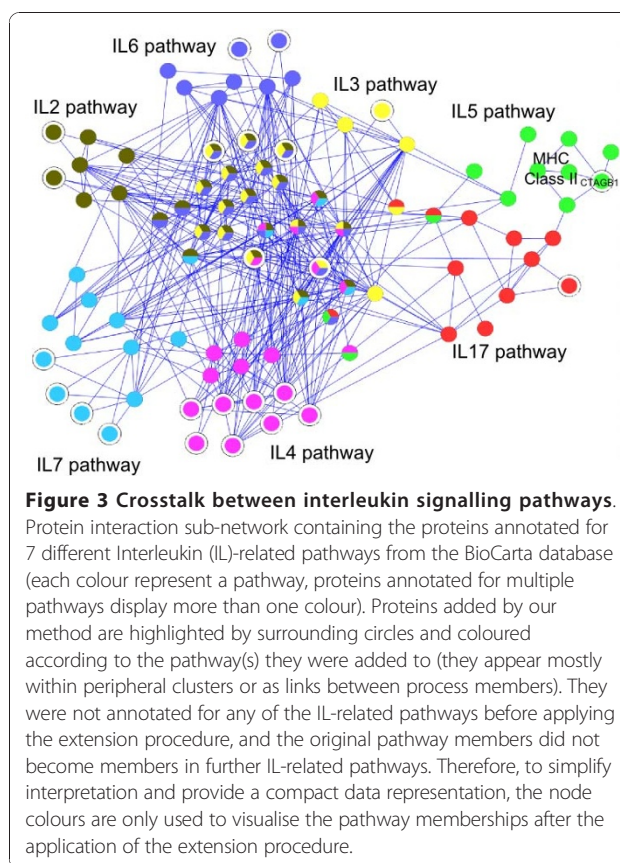 IL6 pathway
IL3 pathway
IL2 pathway
IL5 pathway
MHC
Class II CTAGB1
IL17 pathway
IL4 pathway
IL7 pathway
Figure 3 Crosstalk between interleukin signalling pathways.
Protein interaction sub-network containing the proteins annotated for
7 different Interleukin (IL)-related pathways from the BioCarta database
(each colour represent a pathway, proteins annotated for multiple
pathways display more than one colour). Proteins added by our
method are highlighted by surrounding circles and coloured
according to the pathway(s) they were added to (they appear mostly
within peripheral clusters or as links between process members). They
were not annotated for any of the IL-related pathways before applying
the extension procedure, and the original pathway members did not
become members in further IL-related pathways. Therefore, to simplify
interpretation and provide a compact data representation, the node
colours are only used to visualise the pathway memberships after the
application of the extension procedure.